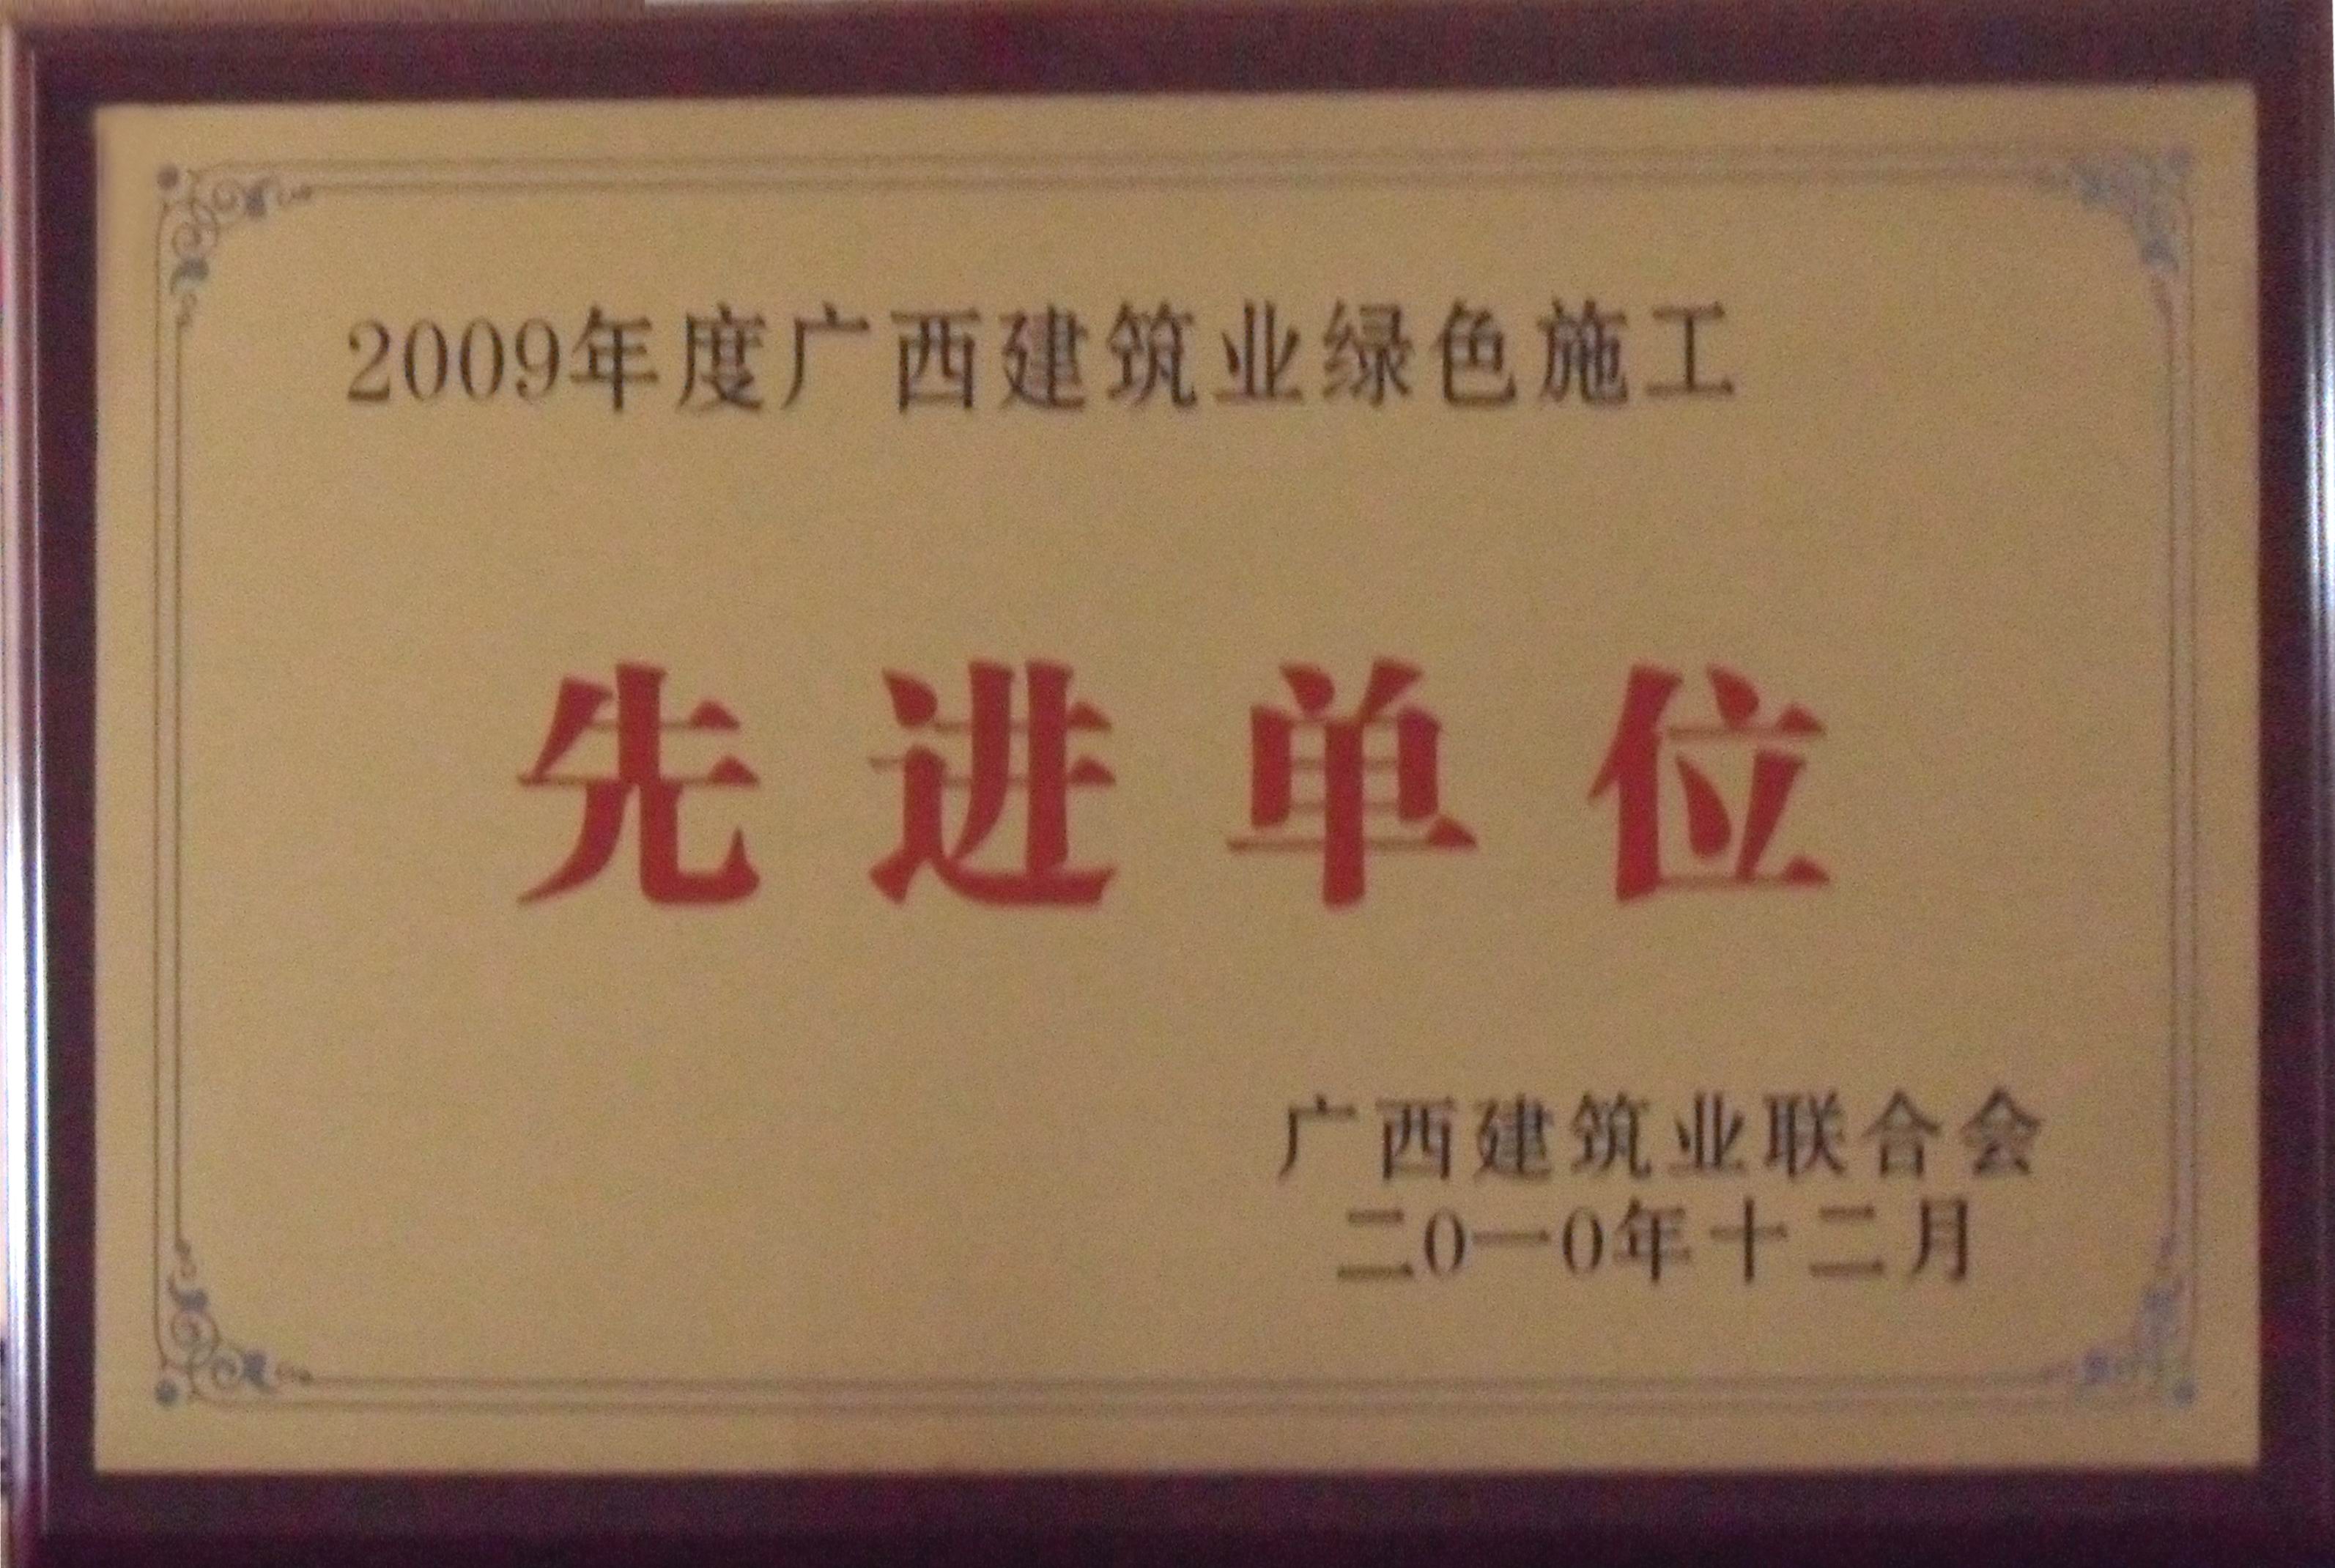 2009年度广西建筑业绿色施工
先进单位
广西建筑业联合会
二0一0年十二月